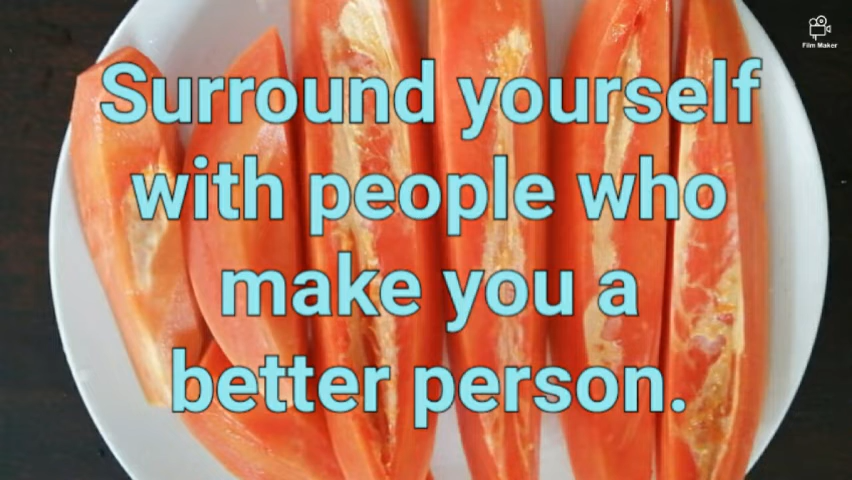 Film Maker
Surround yourself
with people who
make you a
better person.